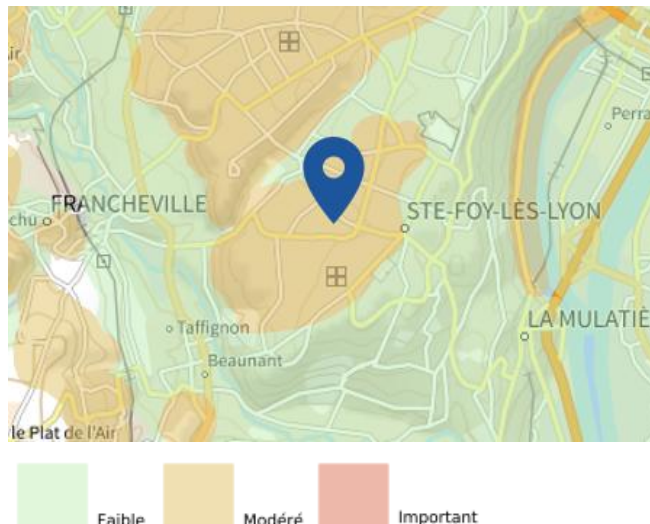 Perra
FRANCHEVILLE
STE-FOY-LÈS-LYON
chu
LA MULATIÈ
Taffignon
Beaunant
le Plat de l'Air
Faible
Modéré
Important